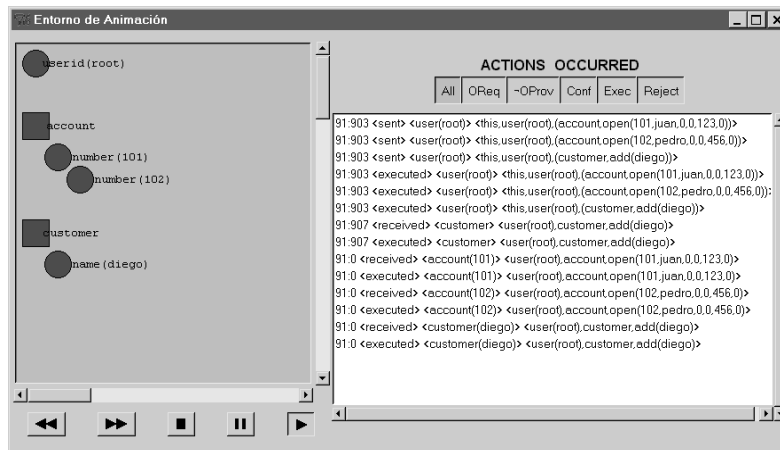 Entorno de Animación
userid(root)
account
number(101)
number(102)
customer
name(diego)
ACTIONS OCCURRED
All OReq ¬OProv Conf Exec Reject
91:903 <sent> <user(root)> <this,user(root),(account,open(101,juan,0,0,123,0))>
91:903 <sent> <user(root)> <this,user(root),(account,open(102,pedro,0,0,456,0))>
91:903 <sent> <user(root)> <this,user(root),(customer,add(diego))>
91:903 <executed> <user(root)> <this,user(root),(account,open(101,juan,0,0,123,0))>
91:903 <executed> <user(root)> <this,user(root),(account,open(102,pedro,0,0,456,0))>
91:903 <executed> <user(root)> <this,user(root),(customer,add(diego))>
91:907 <received> <customer> <user(root),customer,add(diego)>
91:907 <executed> <customer> <user(root),customer,add(diego)>
91:0 <received> <account(101)> <user(root),account,open(101,juan,0,0,123,0)>
91:0 <executed> <account(101)> <user(root),account,open(101,juan,0,0,123,0)>
91:0 <received> <account(102)> <user(root),account,open(102,pedro,0,0,456,0)>
91:0 <executed> <account(102)> <user(root),account,open(102,pedro,0,0,456,0)>
91:0 <received> <customer(diego)> <user(root),customer,add(diego)>
91:0 <executed> <customer(diego)> <user(root),customer,add(diego)>